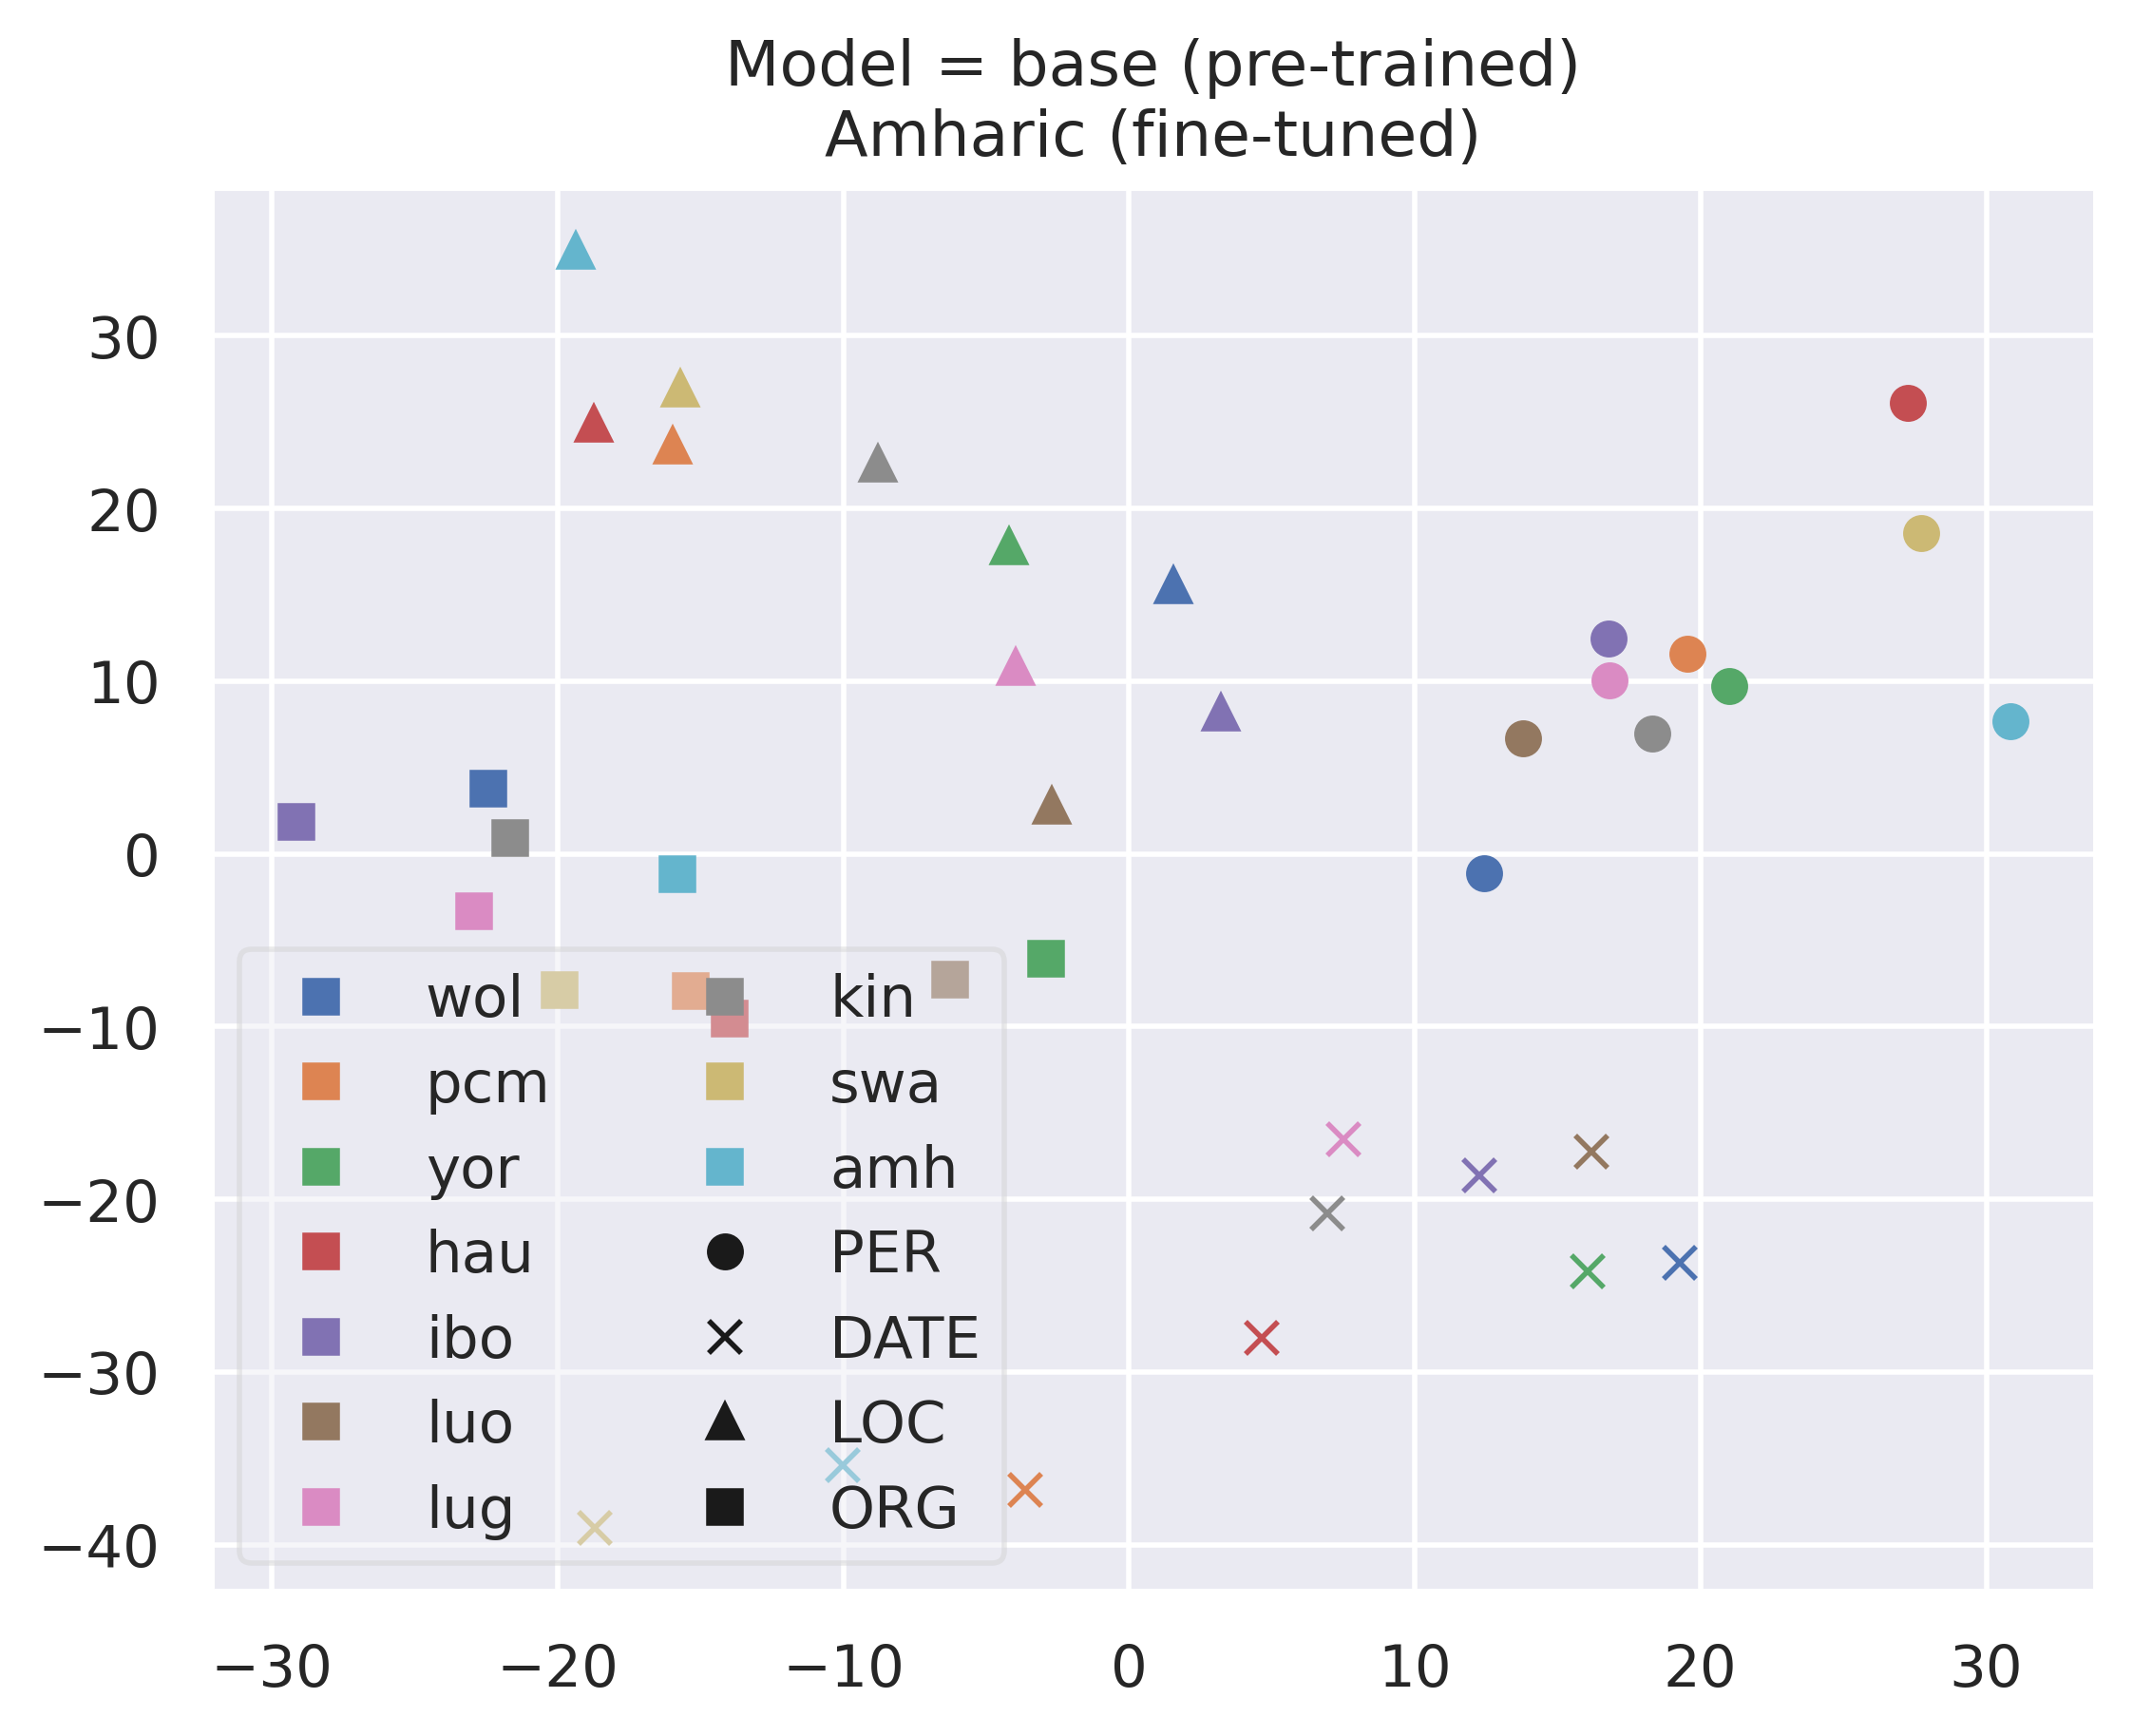 Model = base (pre-trained)
Amharic (fine-tuned)
30
20
10
0
−10
−20
−30
−40
wol
pcm
yor
hau
ibo
luo
lug
kin
swa
amh
PER
DATE
LOC
ORG
−30 −20 −10 0 10 20 30